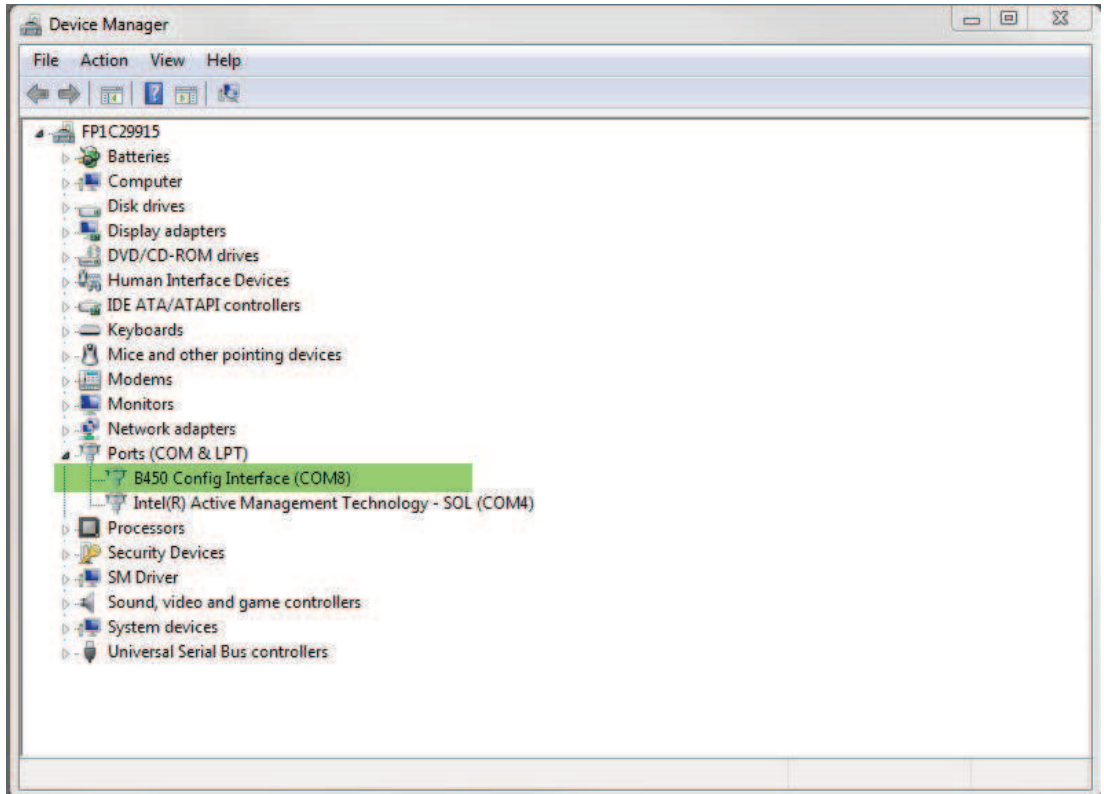 Device Manager
File Action View Help
FP1C29915
Batteries
Computer
Disk drives
Display adapters
DVD/CD-ROM drives
Human Interface Devices
IDE ATA/ATAPI controllers
Keyboards
Mice and other pointing devices
Modems
Monitors
Network adapters
Ports (COM & LPT)
B450 Config Interface (COM8)
Intel(R) Active Management Technology - SOL (COM4)
Processors
Security Devices
SM Driver
Sound, video and game controllers
System devices
Universal Serial Bus controllers